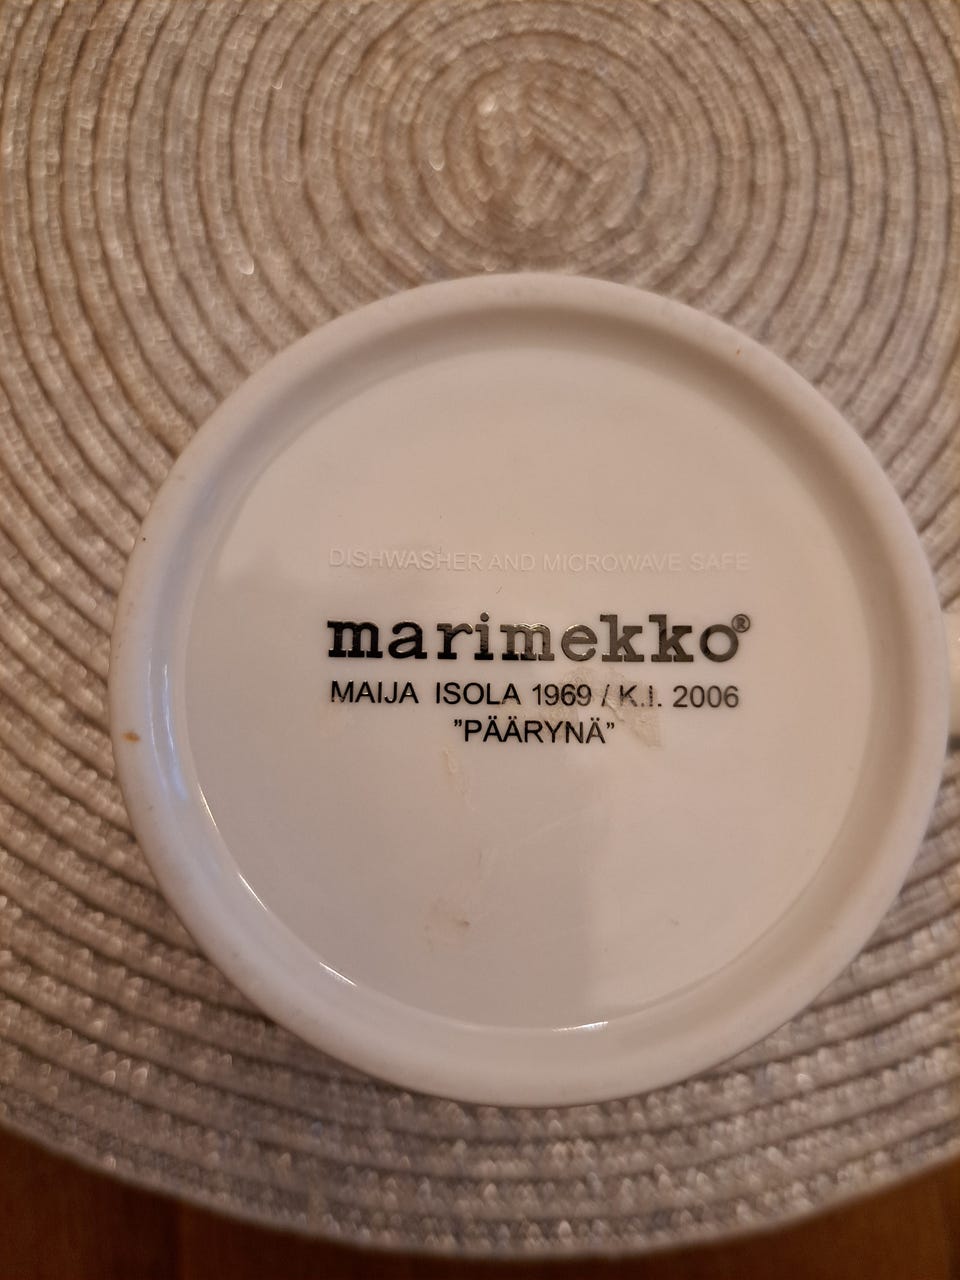 DISHWASHER AND MICROWAVE SAFE
marimekko®
MAIJA ISOLA 1969 / K.I. 2006
”PÄÄRYNÄ”